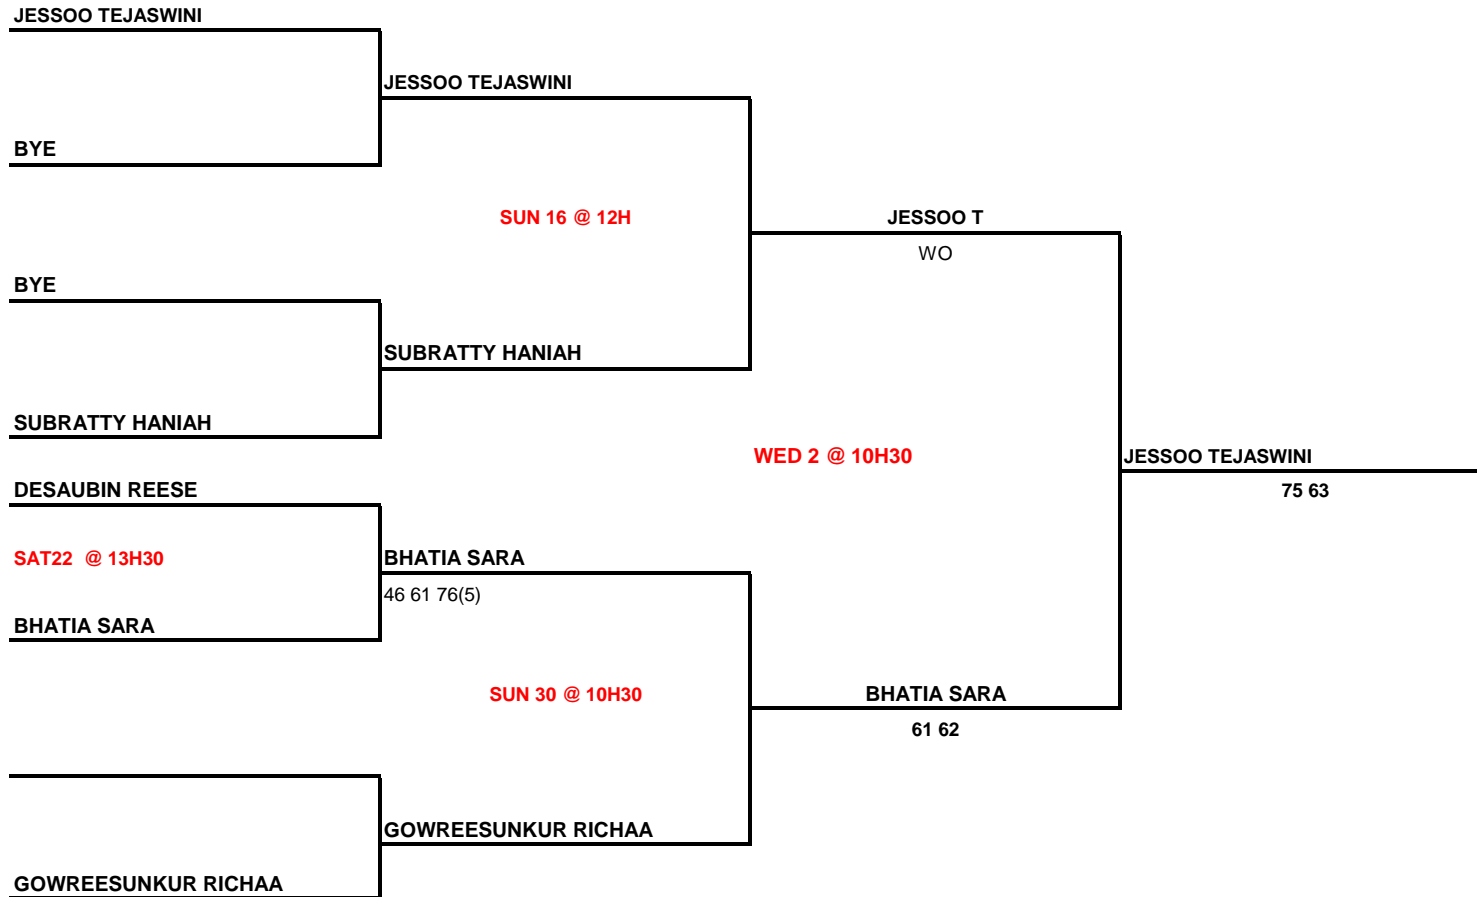 JESSOO TEJASWINI
JESSOO TEJASWINI
BYE
SUN 16 @ 12H
JESSOO T
WO
BYE
SUBRATTY HANIAH
SUBRATTY HANIAH
WED 2 @ 10H30
JESSOO TEJASWINI
75 63
DESAUBIN REESE
SAT22 @ 13H30
BHATIA SARA
46 61 76(5)
BHATIA SARA
SUN 30 @ 10H30
BHATIA SARA
61 62
GOWREESUNKUR RICHAA
GOWREESUNKUR RICHAA